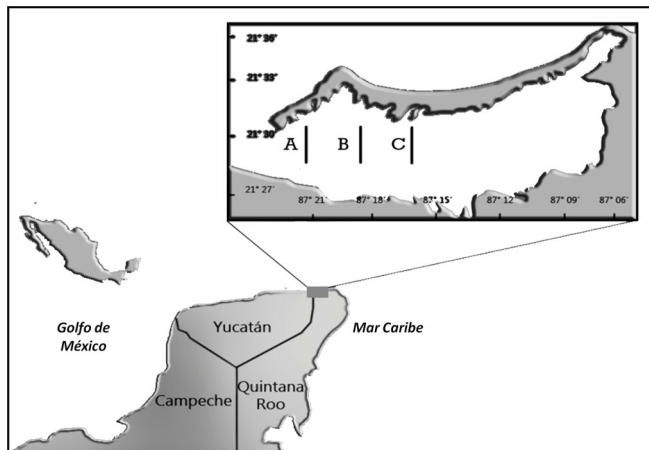 21° 36'
21° 33'
21° 30'
A B C
21° 27'
87° 21' 87° 18' 87° 15' 87° 12' 87° 09' 87° 06'
Golfo de
México
Yucatán
Mar Caribe
Campeche
Quintana
Roo